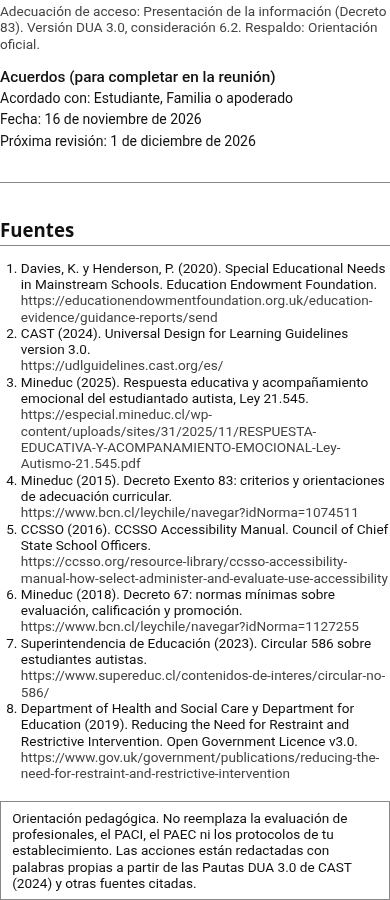 Adecuación de acceso: Presentación de la información (Decreto
83). Versión DUA 3.0, consideración 6.2. Respaldo: Orientación
oficial.
Acuerdos (para completar en la reunión)
Acordado con: Estudiante, Familia o apoderado
Fecha: 16 de noviembre de 2026
Próxima revisión: 1 de diciembre de 2026
Fuentes
1. Davies, K. y Henderson, P. (2020). Special Educational Needs
in Mainstream Schools. Education Endowment Foundation.
https://educationendowmentfoundation.org.uk/education-
evidence/guidance-reports/send
2. CAST (2024). Universal Design for Learning Guidelines
version 3.0.
https://udlguidelines.cast.org/es/
3. Mineduc (2025). Respuesta educativa y acompañamiento
emocional del estudiantado autista, Ley 21.545.
https://especial.mineduc.cl/wp-
content/uploads/sites/31/2025/11/RESPUESTA-
EDUCATIVA-Y-ACOMPANAMIENTO-EMOCIONAL-Ley-
Autismo-21.545.pdf
4. Mineduc (2015). Decreto Exento 83: criterios y orientaciones
de adecuación curricular.
https://www.bcn.cl/leychile/navegar?idNorma=1074511
5. CCSSO (2016). CCSSO Accessibility Manual. Council of Chief
State School Officers.
https://ccsso.org/resource-library/ccsso-accessibility-
manual-how-select-administer-and-evaluate-use-accessibility
6. Mineduc (2018). Decreto 67: normas mínimas sobre
evaluación, calificación y promoción.
https://www.bcn.cl/leychile/navegar?idNorma=1127255
7. Superintendencia de Educación (2023). Circular 586 sobre
estudiantes autistas.
https://www.supereduc.cl/contenidos-de-interes/circular-no-
586/
8. Department of Health and Social Care y Department for
Education (2019). Reducing the Need for Restraint and
Restrictive Intervention. Open Government Licence v3.0.
https://www.gov.uk/government/publications/reducing-the-
need-for-restraint-and-restrictive-intervention
Orientación pedagógica. No reemplaza la evaluación de
profesionales, el PACI, el PAEC ni los protocolos de tu
establecimiento. Las acciones están redactadas con
palabras propias a partir de las Pautas DUA 3.0 de CAST
(2024) y otras fuentes citadas.